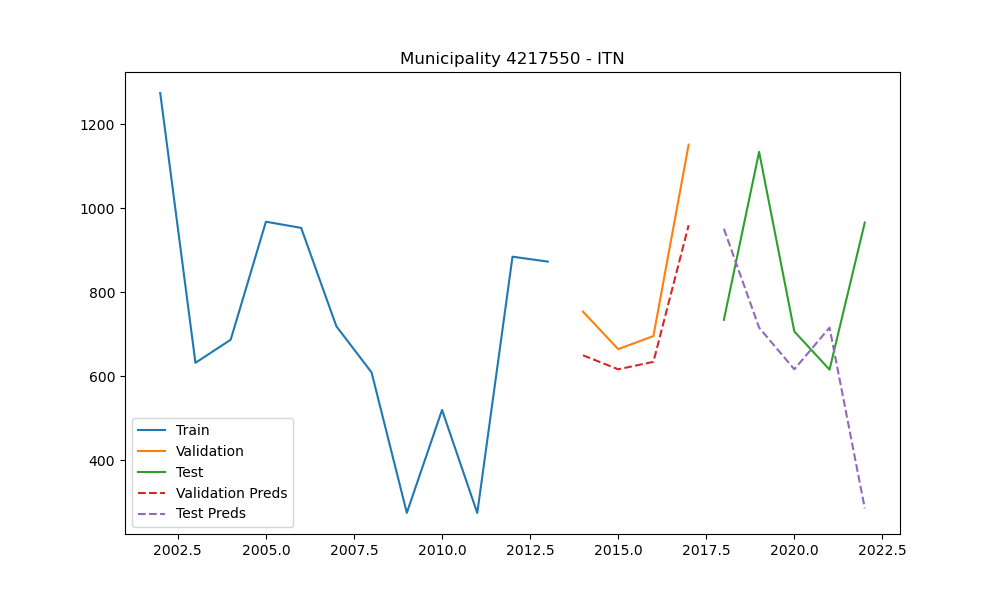 Municipality 4217550 - ITN
1200
1000
800
600
400
Train
Validation
Test
Validation Preds
Test Preds
2002.5 2005.0 2007.5 2010.0 2012.5 2015.0 2017.5 2020.0 2022.5